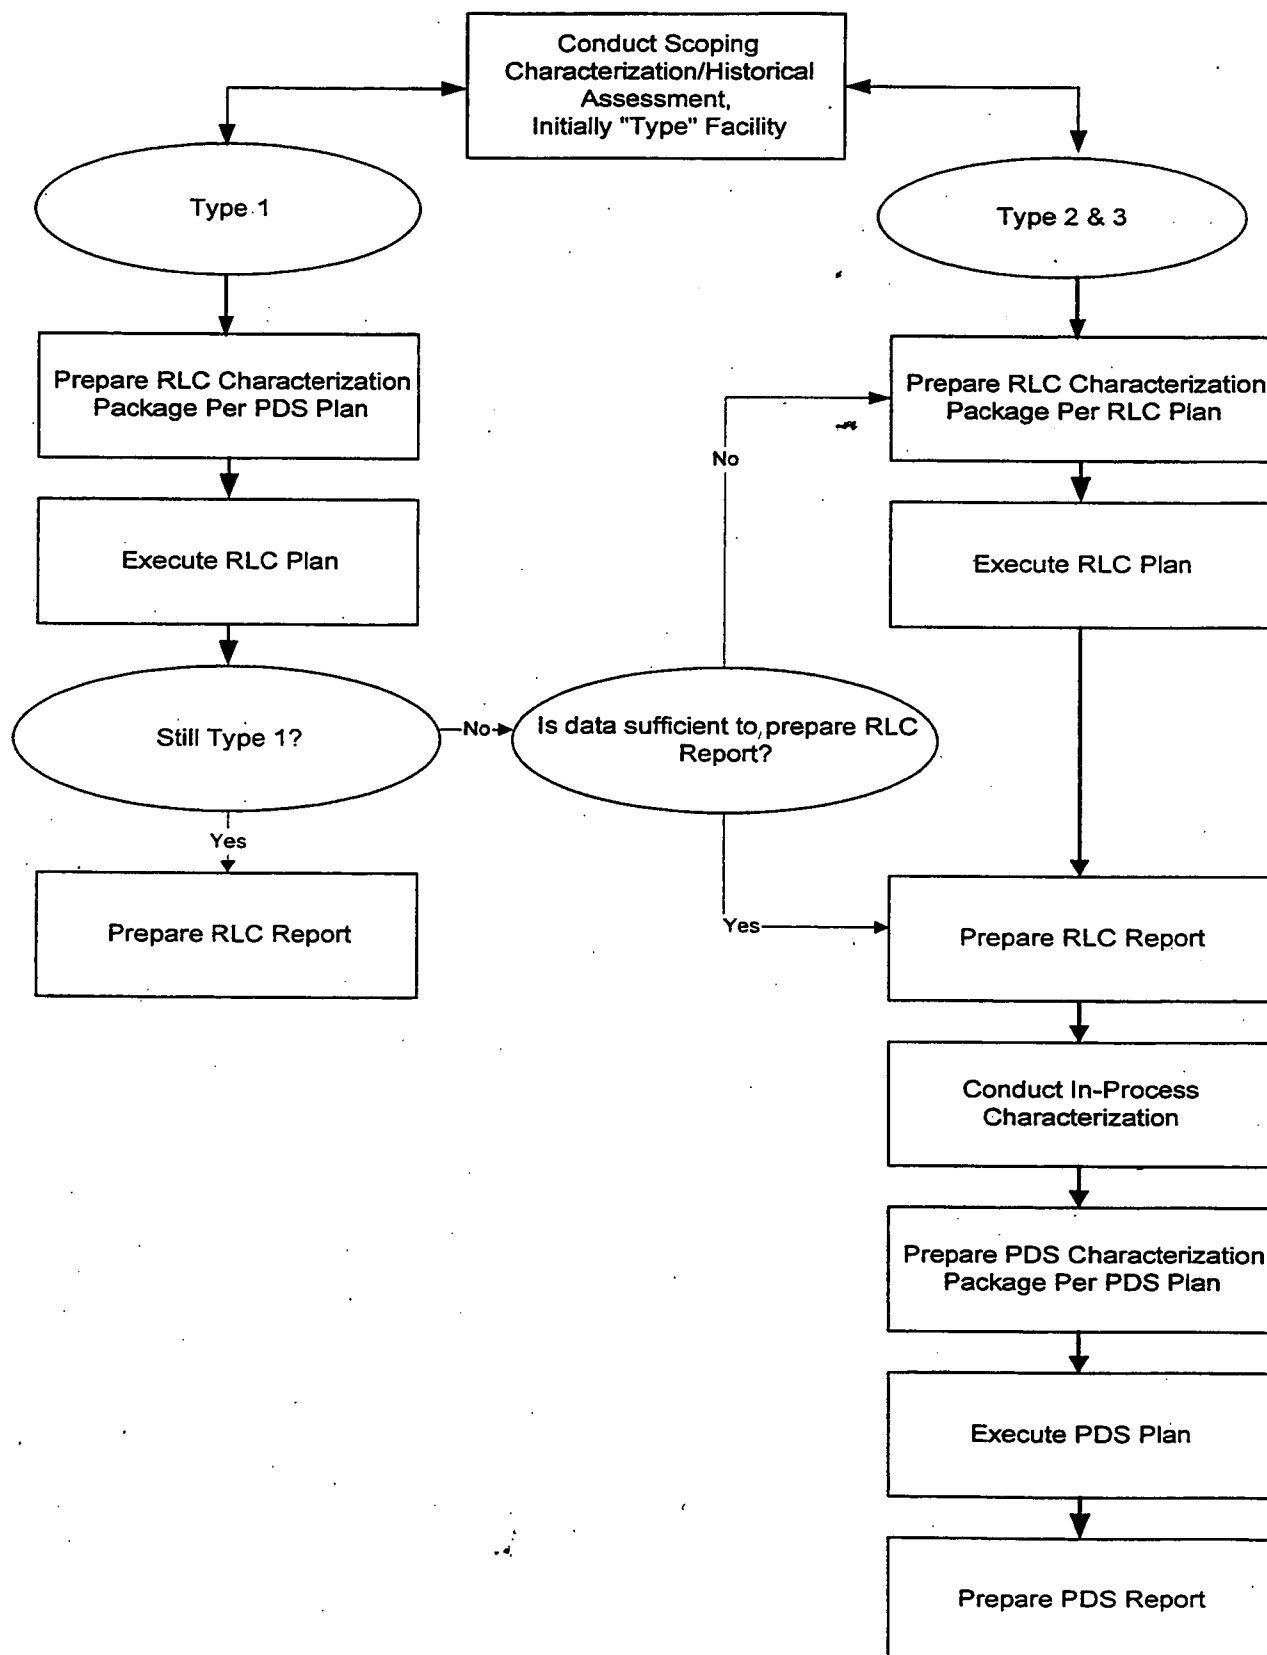 Conduct Scoping
Characterization/Historical
Assessment,
Initially "Type" Facility
Type 1
Type 2 & 3
Prepare RLC Characterization
Package Per PDS Plan
Prepare RLC Characterization
Package Per RLC Plan
No
Execute RLC Plan
Execute RLC Plan
Still Type 1?
No
Is data sufficient to prepare RLC
Report?
Yes
Prepare RLC Report
Yes
Prepare RLC Report
Conduct In-Process
Characterization
Prepare PDS Characterization
Package Per PDS Plan
Execute PDS Plan
Prepare PDS Report